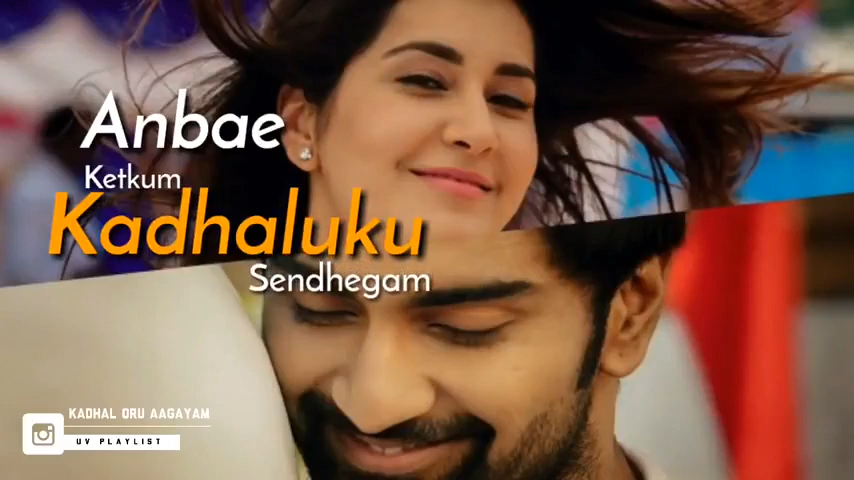 Anbae
Ketkum
Kadhaluku
Sendhegam
KADHAL ORU AAGAYAM
UV PLAYLIST